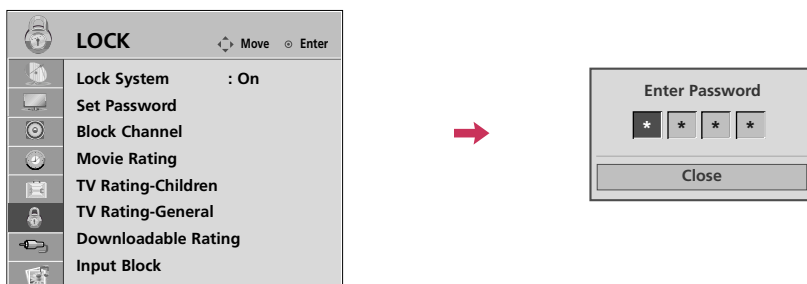 LOCK Move Enter
Lock System : On
Set Password
Block Channel
Movie Rating
TV Rating-Children
TV Rating-General
Downloadable Rating
Input Block
Enter Password
* * * *
Close